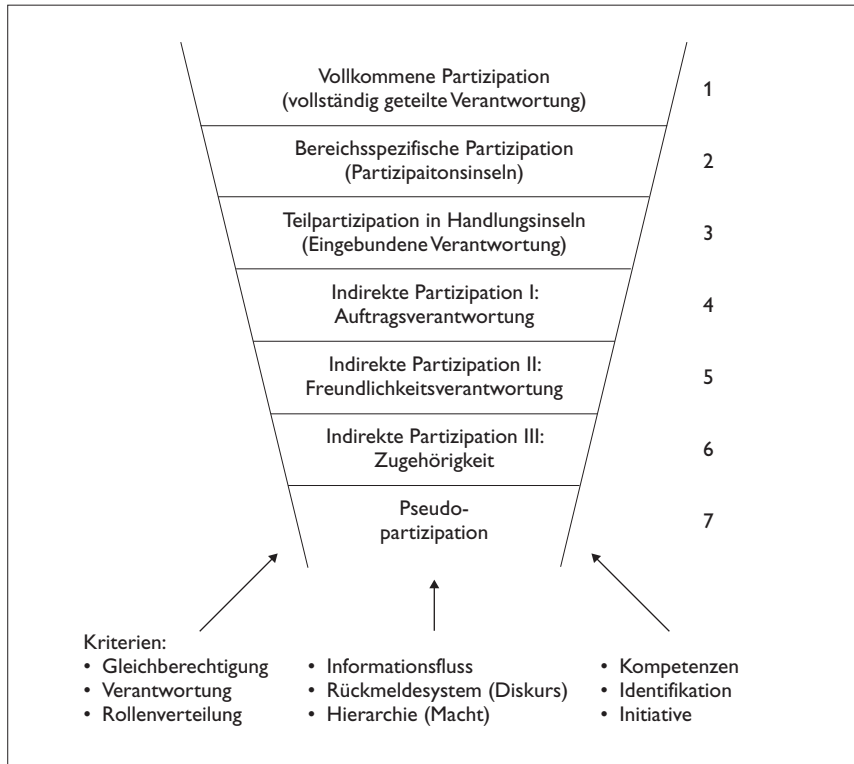 Vollkommene Partizipation
(vollständig geteilte Verantwortung)
1
Bereichsspezifische Partizipation
(Partizipaitonsinseln)
2
Teilpartizipation in Handlungsinseln
(Eingebundene Verantwortung)
3
Indirekte Partizipation I:
Auftragsverantwortung
4
Indirekte Partizipation II:
Freundlichkeitsverantwortung
5
Indirekte Partizipation III:
Zugehörigkeit
6
Pseudo-
partizipation
7
Kriterien:
• Gleichberechtigung
• Verantwortung
• Rollenverteilung
• Informationsfluss
• Rückmeldesystem (Diskurs)
• Hierarchie (Macht)
• Kompetenzen
• Identifikation
• Initiative